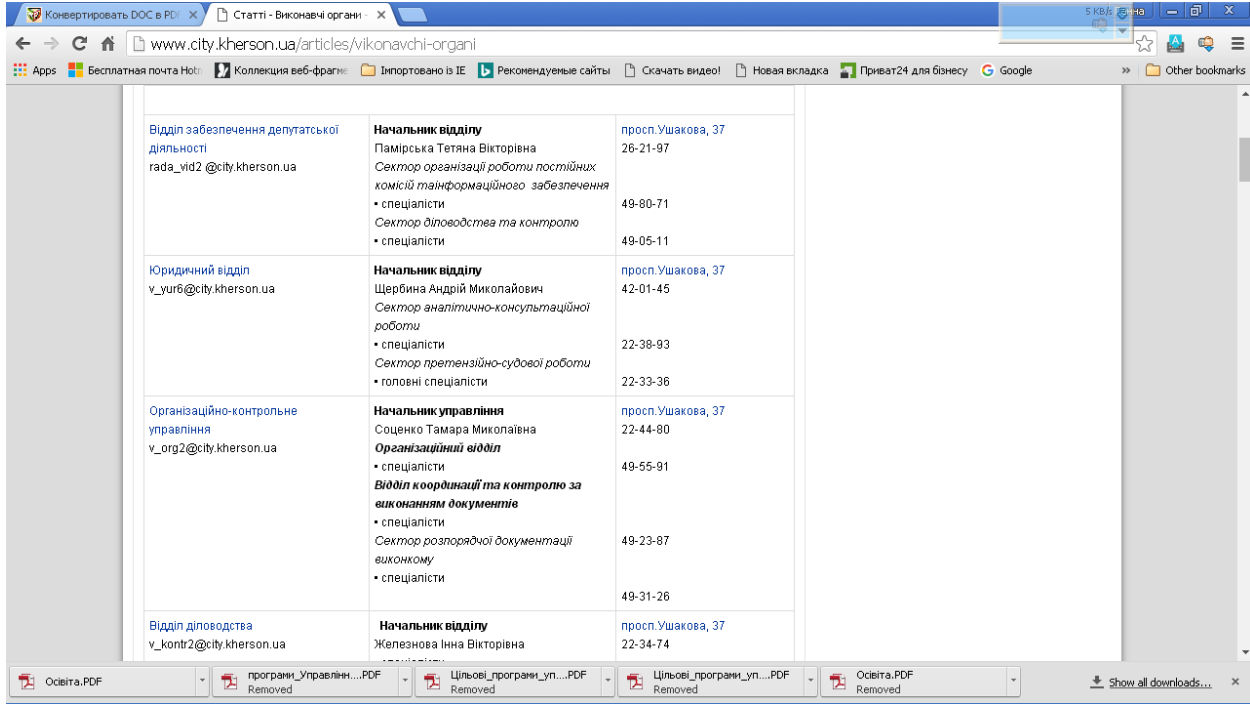 Конвертировать DOC в PDF
Статті - Виконавчі органи -
5 KB/s
нна
www.city.kherson.ua/articles/vikonavchi-organi
Apps
Бесплатная почта Hotm
Коллекция веб-фрагме
Імпортовано із IE
Рекомендуемые сайты
Скачать видео!
Новая вкладка
Приват24 для бізнесу
Google
»
Other bookmarks
Відділ забезпечення депутатської
діяльності
rada_vid2 @city.kherson.ua
Начальник відділу
Памірська Тетяна Вікторівна
Сектор організації роботи постійних
комісій таінформаційного забезпечення
▪ спеціалісти
Сектор діловодства та контролю
▪ спеціалісти
просп.Ушакова, 37
26-21-97
49-80-71
49-05-11
Юридичний відділ
v_yur6@city.kherson.ua
Начальник відділу
Щербина Андрій Миколайович
Сектор аналітично-консультаційної
роботи
▪ спеціалісти
Сектор претензійно-судової роботи
▪ головні спеціалісти
просп.Ушакова, 37
42-01-45
22-38-93
22-33-36
Організаційно-контрольне
управління
v_org2@city.kherson.ua
Начальник управління
Соценко Тамара Миколаївна
Організаційний відділ
▪ спеціалісти
Відділ координації та контролю за
виконанням документів
▪ спеціалісти
Сектор розпорядчої документації
виконкому
▪ спеціалісти
просп.Ушакова, 37
22-44-80
49-55-91
49-23-87
49-31-26
Відділ діловодства
v_kontr2@city.kherson.ua
Начальник відділу
Железнова Інна Вікторівна
просп.Ушакова, 37
22-34-74
Освіта.PDF
програми_Управлінн....PDF
Removed
Цільові_програми_уп....PDF
Removed
Цільові_програми_уп....PDF
Removed
Освіта.PDF
Removed
Show all downloads...